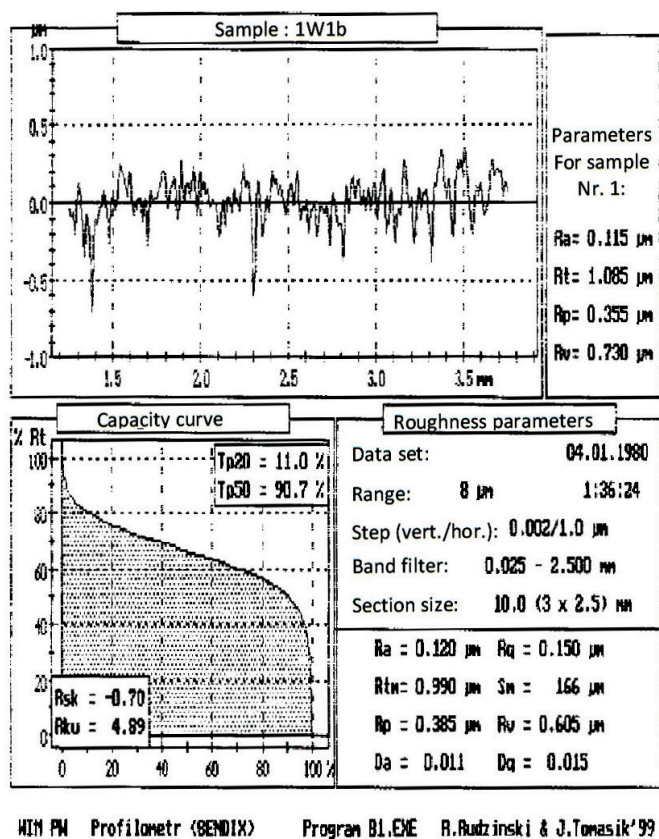 Sample : 1W1b
µm
1.0
0.5
0.0
-0.5
-1.0
1.5 2.0 2.5 3.0 3.5 mm
Parameters
For sample
Nr. 1:
Ra= 0.115 µm
Rt= 1.085 µm
Rp= 0.355 µm
Rv= 0.730 µm
Capacity curve
% Rt
100
80
60
40
20
0
0 20 40 60 80 100 %
Tp20 = 11.0 %
Tp50 = 90.7 %
Rsk = -0.70
Rku = 4.89
Roughness parameters
Data set: 04.01.1980
Range: 8 µm 1:36:24
Step (vert./hor.): 0.002/1.0 µm
Band filter: 0.025 - 2.500 mm
Section size: 10.0 (3 x 2.5) mm
Ra = 0.120 µm Rq = 0.150 µm
Rtm= 0.990 µm Sm = 166 µm
Rp = 0.385 µm Rv = 0.605 µm
Da = 0.011 Dq = 0.015
WIM PW Profilometr (BENDIX) Program B1.EXE R.Rudzinski & J.Tomasik'99